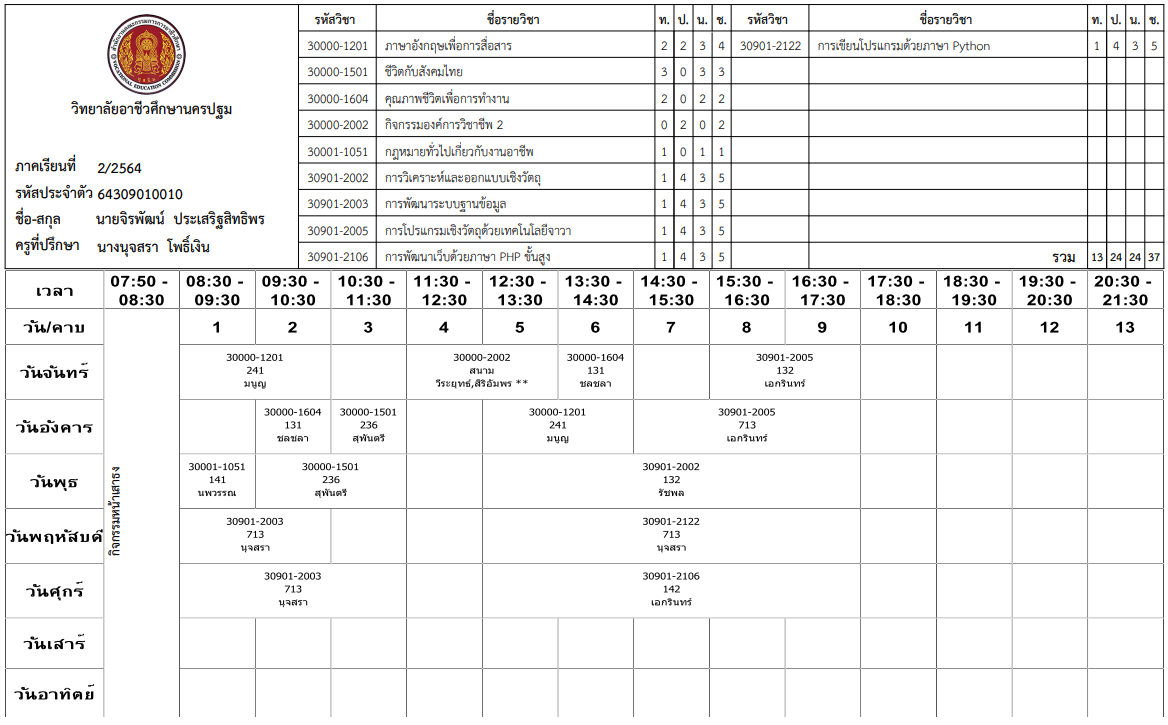 สำนักงานคณะกรรมการการอาชีวศึกษา
VOCATIONAL EDUCATION COMMISSION
วิทยาลัยอาชีวศึกษานครปฐม
ภาคเรียนที่ 2/2564
รหัสประจำตัว 64309010010
ชื่อ-สกุล นายจิรพัฒน์ ประเสริฐสิทธิพร
ครูที่ปรึกษา นางนุจสรา โพธิ์เงิน
รหัสวิชา ชื่อรายวิชา ท. ป. น. ช. รหัสวิชา ชื่อรายวิชา ท. ป. น. ช.
30000-1201 ภาษาอังกฤษเพื่อการสื่อสาร 2 2 3 4 30901-2122 การเขียนโปรแกรมด้วยภาษา Python 1 4 3 5
30000-1501 ชีวิตกับสังคมไทย 3 0 3 3
30000-1604 คุณภาพชีวิตเพื่อการทำงาน 2 0 2 2
30000-2002 กิจกรรมองค์การวิชาชีพ 2 0 2 0 2
30001-1051 กฎหมายทั่วไปเกี่ยวกับงานอาชีพ 1 0 1 1
30901-2002 การวิเคราะห์และออกแบบเชิงวัตถุ 1 4 3 5
30901-2003 การพัฒนาระบบฐานข้อมูล 1 4 3 5
30901-2005 การโปรแกรมเชิงวัตถุด้วยเทคโนโลยีจาวา 1 4 3 5
30901-2106 การพัฒนาเว็บด้วยภาษา PHP ขั้นสูง 1 4 3 5 รวม 13 24 24 37
เวลา 07:50 - 08:30 08:30 - 09:30 09:30 - 10:30 10:30 - 11:30 11:30 - 12:30 12:30 - 13:30 13:30 - 14:30 14:30 - 15:30 15:30 - 16:30 16:30 - 17:30 17:30 - 18:30 18:30 - 19:30 19:30 - 20:30 20:30 - 21:30
วัน/คาบ 1 2 3 4 5 6 7 8 9 10 11 12 13
กิจกรรมหน้าเสาธง
วันจันทร์
30000-1201 30000-2002 30000-1604 30901-2005
241 สนาม 131 132
มนูญ วีระยุทธ์,สิริอัมพร ** ชลชลา เอกรินทร์
วันอังคาร
30000-1604 30000-1501 30000-1201 30901-2005
131 236 241 713
ชลชลา สุพันตรี มนูญ เอกรินทร์
วันพุธ
30001-1051 30000-1501 30901-2002
141 236 132
นพวรรณ สุพันตรี รัชพล
วันพฤหัสบดี
30901-2003 30901-2122
713 713
นุจสรา นุจสรา
วันศุกร์
30901-2003 30901-2106
713 142
นุจสรา เอกรินทร์
วันเสาร์
วันอาทิตย์